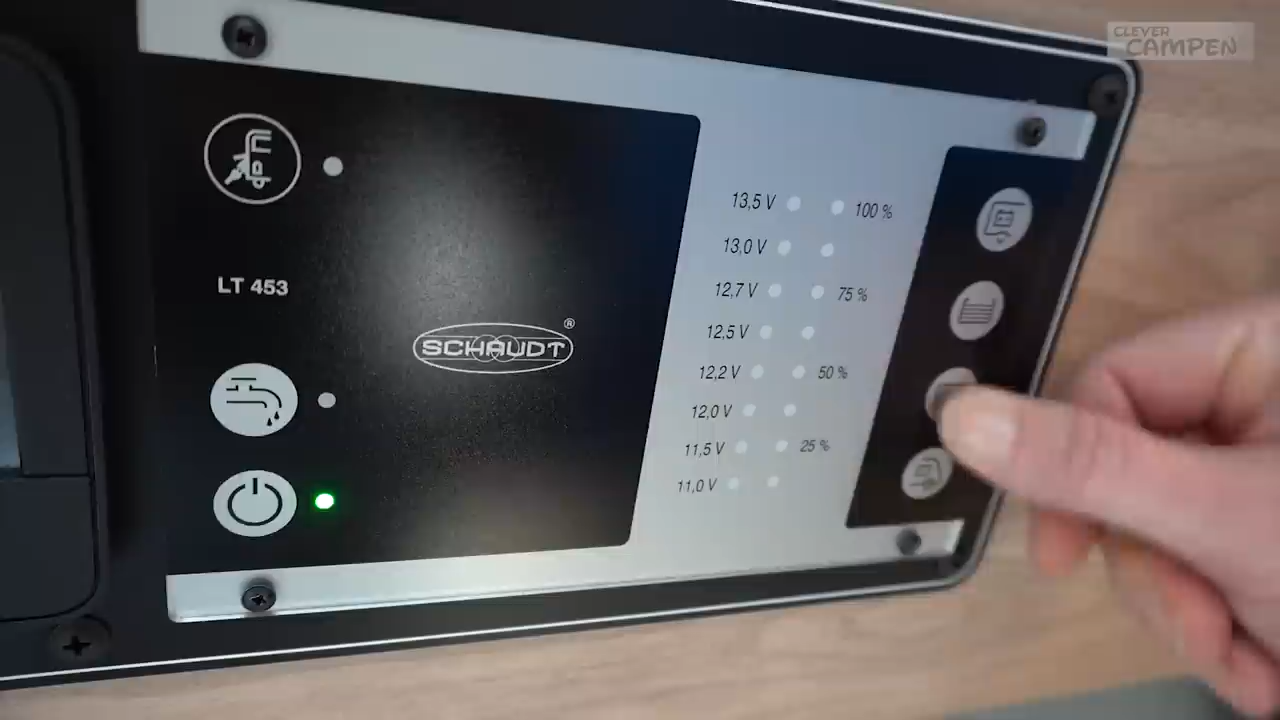 CLEVER
CAMPEN
LT 453
SCHAUDT®
13,5 V 100 %
13,0 V
12,7 V 75 %
12,5 V
12,2 V 50 %
12,0 V
11,5 V 25 %
11,0 V